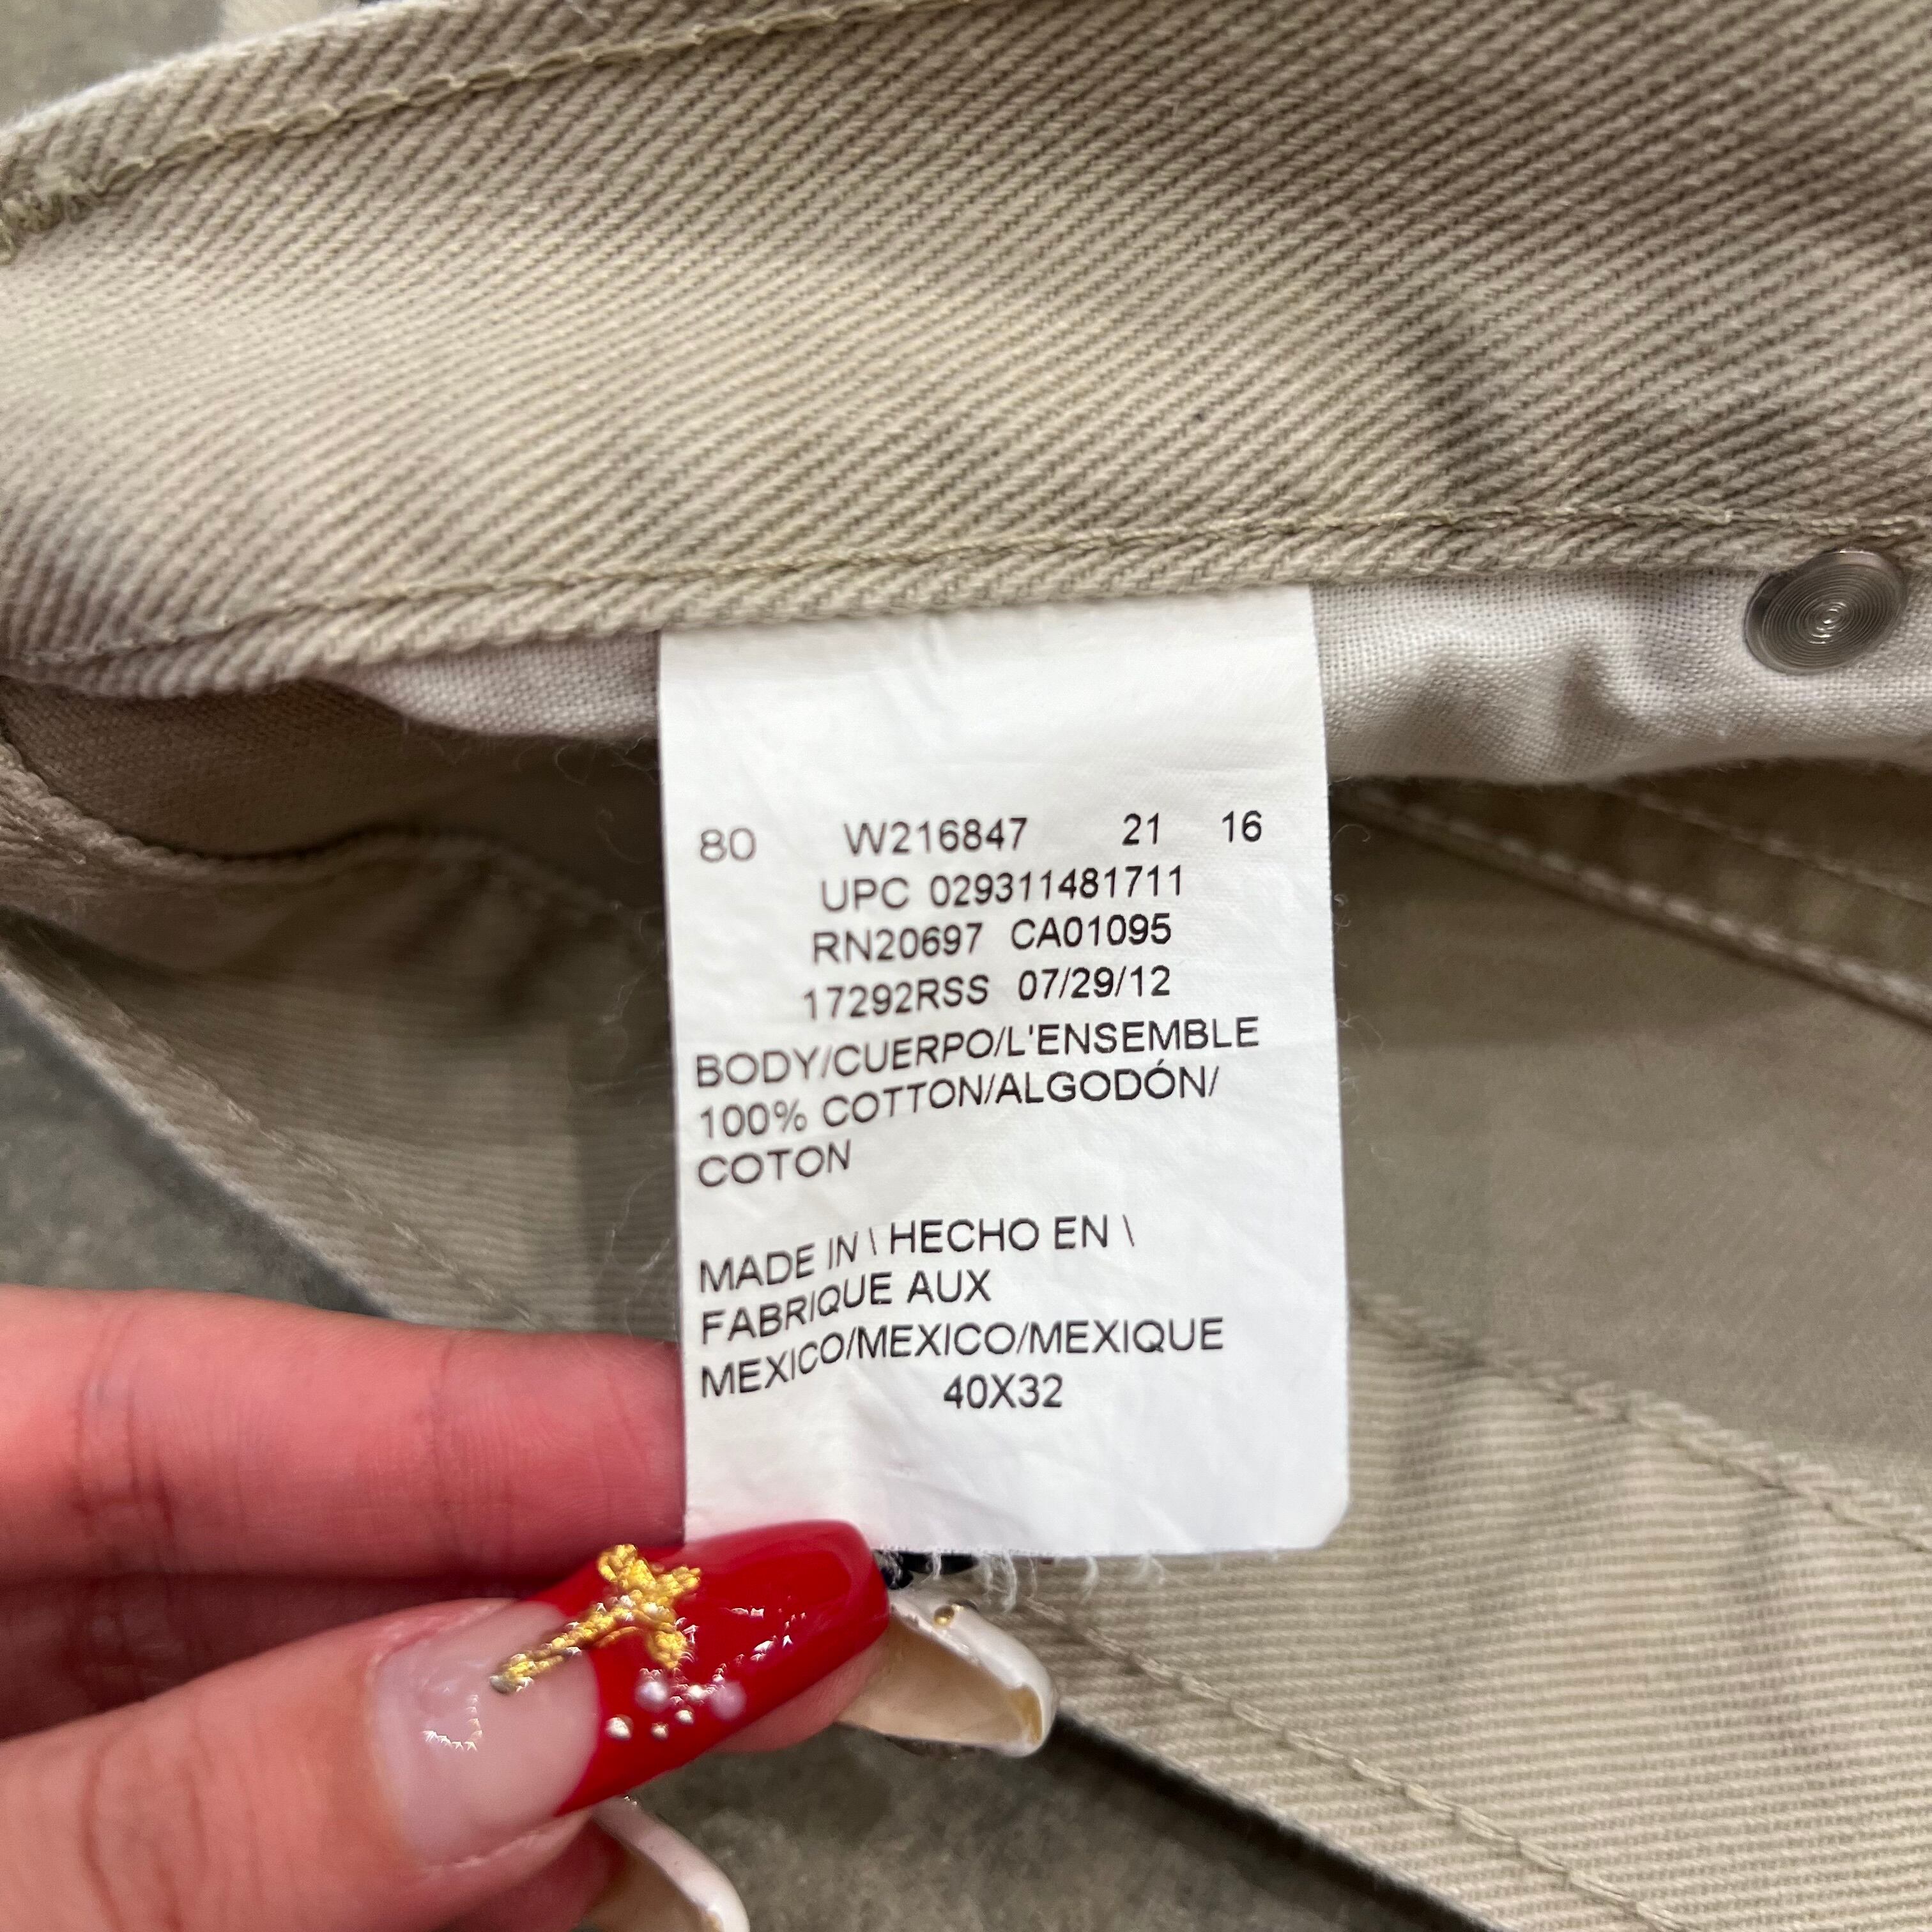 80 W216847 21 16
UPC 029311481711
RN20697 CA01095
17292RSS 07/29/12
BODY/CUERPO/L'ENSEMBLE
100% COTTON/ALGODÓN/
COTON
MADE IN \ HECHO EN \
FABRIQUE AUX
MEXICO/MEXICO/MEXIQUE
40X32